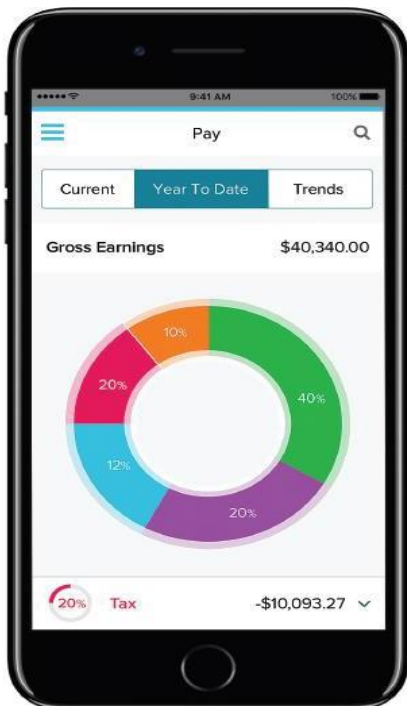 9:41 AM
100%
Pay
Current Year To Date Trends
Gross Earnings $40,340.00
10%
20%
40%
12%
20%
20% Tax -$10,093.27